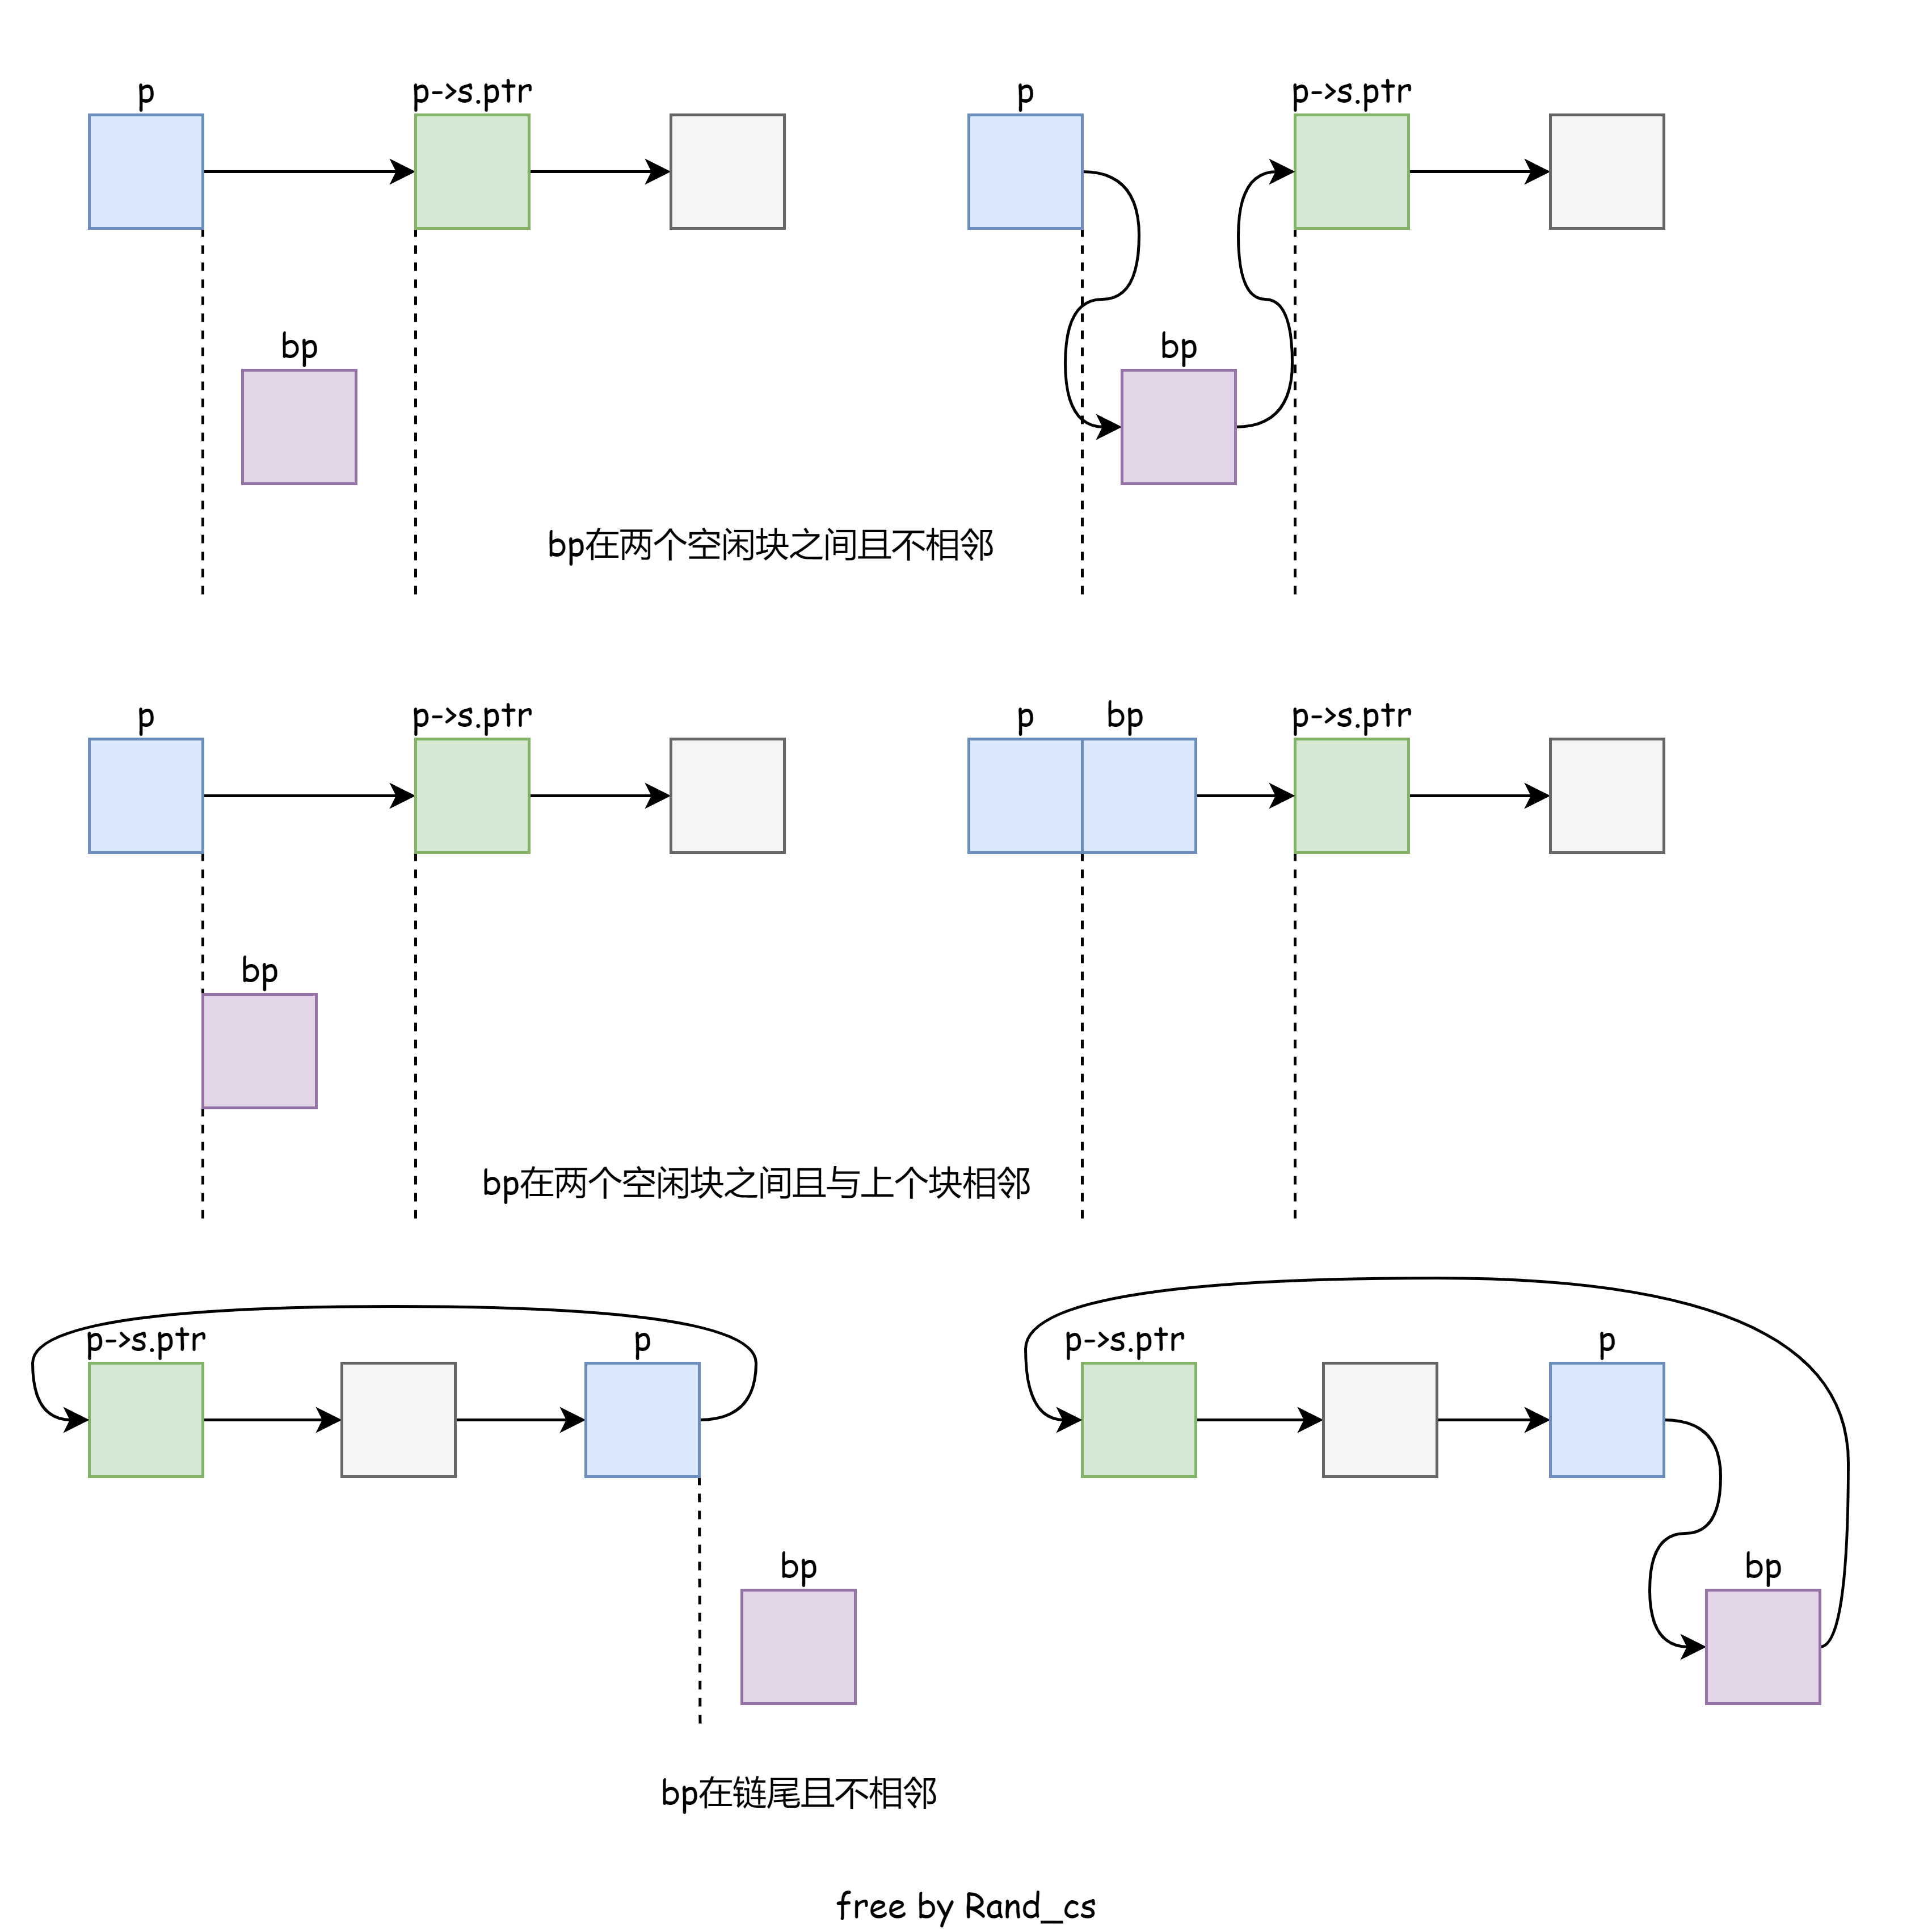 p p->s.ptr p p->s.ptr
bp bp
bp在两个空闲块之间且不相邻
p p->s.ptr p bp p->s.ptr
bp
bp在两个空闲块之间且与上个块相邻
p->s.ptr p p->s.ptr p
bp bp
bp在链尾且不相邻
free by Rand_cs